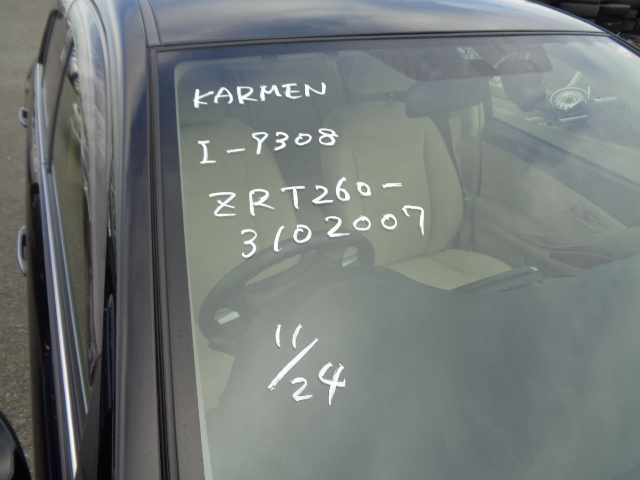 KARMEN
I-9308
ZRT260-
3102007
11/24